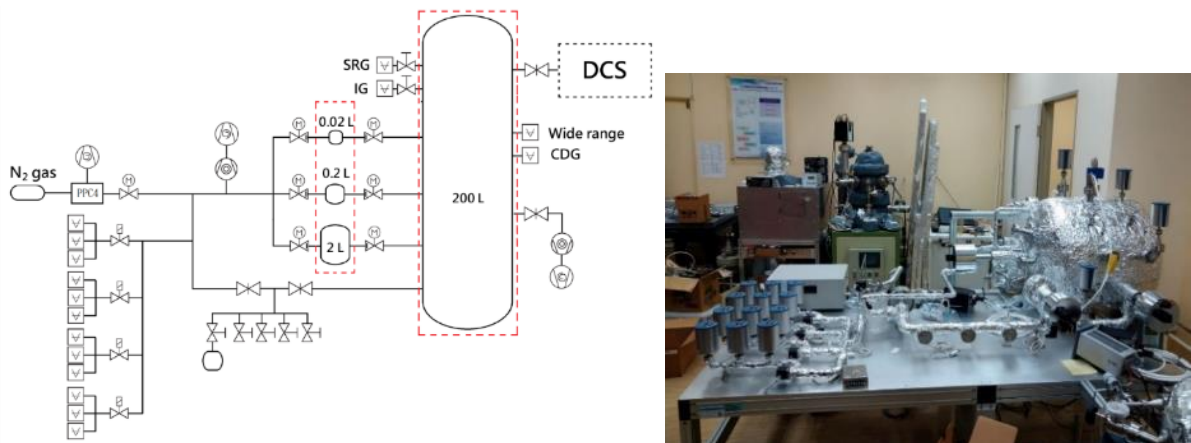 SRG
IG
DCS
0.02 L
Wide range
CDG
N₂ gas
PPC4
M
M
M
0.2 L
M
M
200 L
M
2 L
M